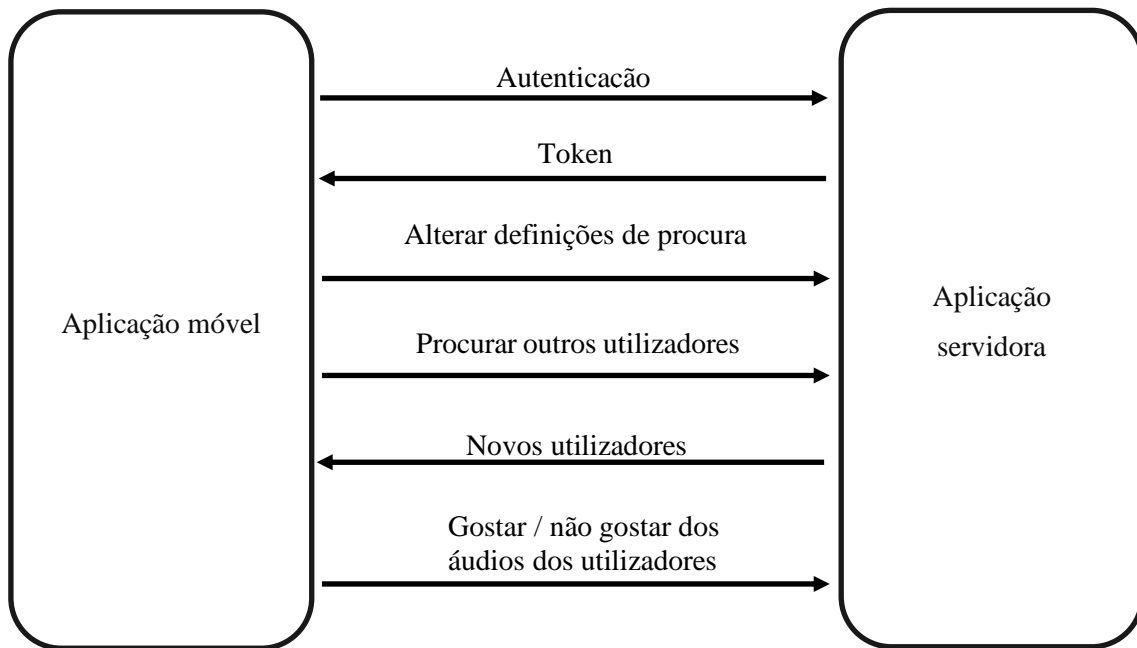 Autenticacão
Token
Alterar definições de procura
Aplicação móvel
Aplicação
servidora
Procurar outros utilizadores
Novos utilizadores
Gostar / não gostar dos
áudios dos utilizadores